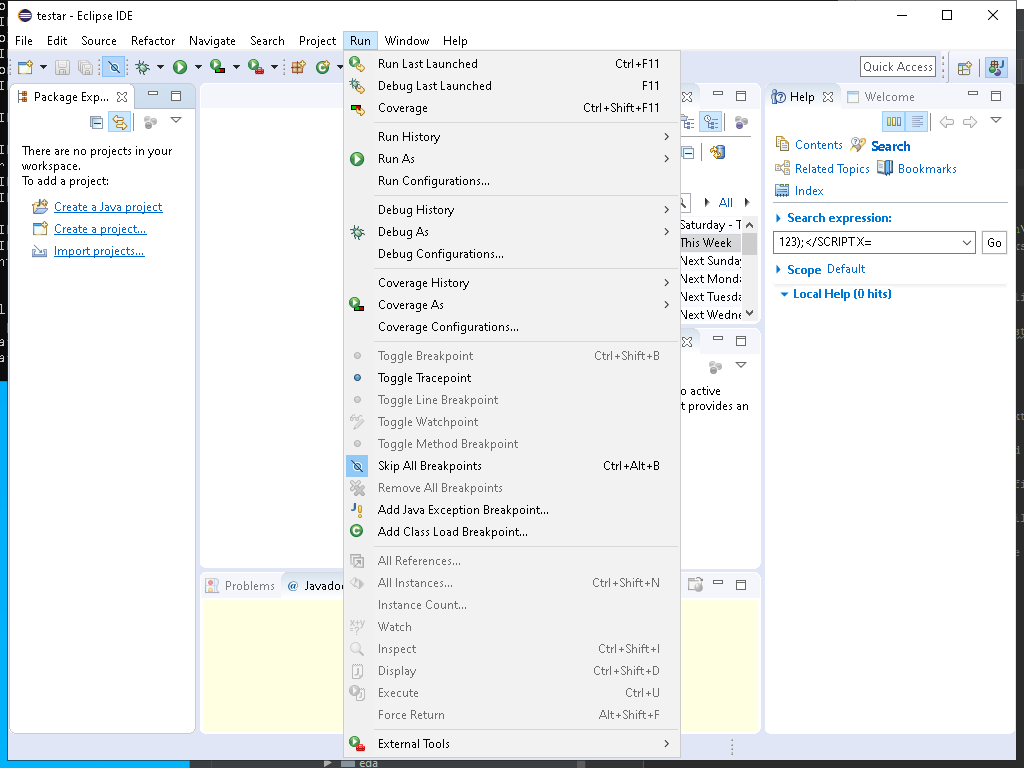 testar - Eclipse IDE
File Edit Source Refactor Navigate Search Project Run Window Help
Quick Access
Package Exp...
There are no projects in your
workspace.
To add a project:
Create a Java project
Create a project...
Import projects...
Run Last Launched Ctrl+F11
Debug Last Launched F11
Coverage Ctrl+Shift+F11
Run History
Run As
Run Configurations...
Debug History
Debug As
Debug Configurations...
Coverage History
Coverage As
Coverage Configurations...
Toggle Breakpoint Ctrl+Shift+B
Toggle Tracepoint
Toggle Line Breakpoint
Toggle Watchpoint
Toggle Method Breakpoint
Skip All Breakpoints Ctrl+Alt+B
Remove All Breakpoints
Add Java Exception Breakpoint...
Add Class Load Breakpoint...
All References...
All Instances... Ctrl+Shift+N
Instance Count...
Watch
Inspect Ctrl+Shift+I
Display Ctrl+Shift+D
Execute Ctrl+U
Force Return Alt+Shift+F
External Tools
All
Saturday - T
This Week
Next Sunday
Next Monda
Next Tuesda
Next Wedne
o active
t provides an
Problems @ Javadoc
Help Welcome
Contents Search
Related Topics Bookmarks
Index
Search expression:
123);</SCRIPT X= Go
Scope Default
Local Help (0 hits)
eda